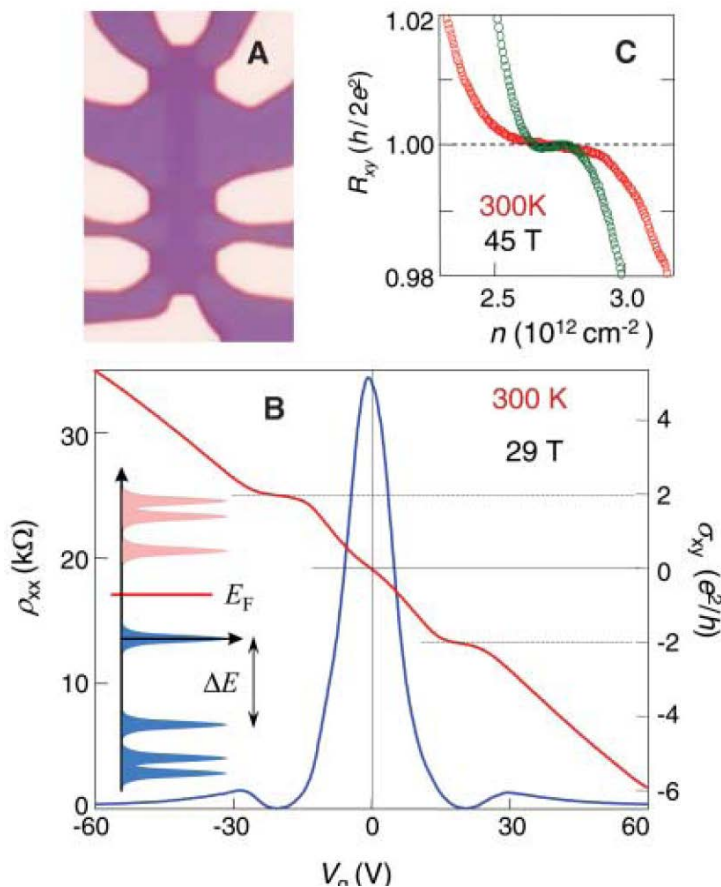 A
C
1.02
1.00
0.98
R_xy (h/2e²)
300K
45 T
2.5
3.0
n (10¹² cm⁻²)
B
300 K
29 T
30
20
10
0
ρ_xx (kΩ)
E_F
ΔE
4
2
0
-2
-4
-6
σ_xy (e²/h)
-60
-30
0
30
60
V_g (V)